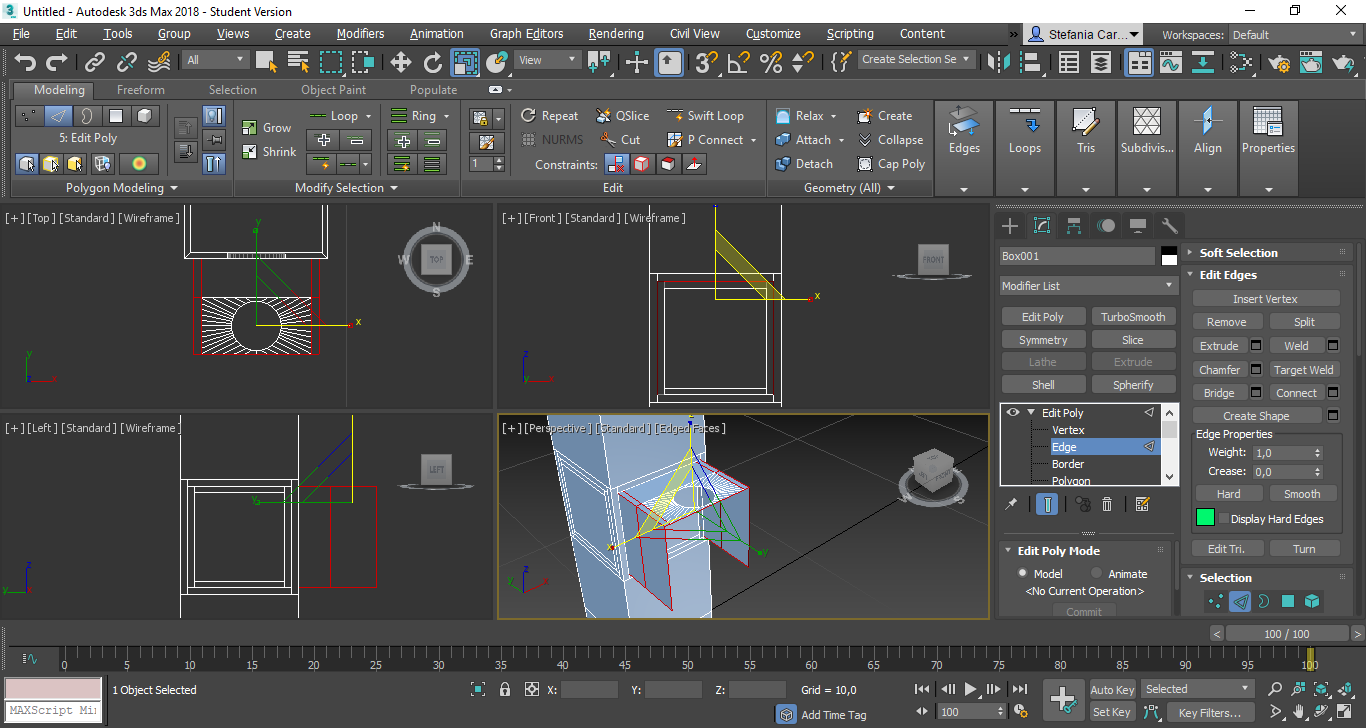 Untitled - Autodesk 3ds Max 2018 - Student Version
File Edit Tools Group Views Create Modifiers Animation Graph Editors Rendering Civil View Customize Scripting Content » Stefania Car... Workspaces: Default
All View Create Selection Se
Modeling Freeform Selection Object Paint Populate
5: Edit Poly
Polygon Modeling
Grow Loop Ring
Shrink
Modify Selection
1
Repeat QSlice Swift Loop
NURMS Cut P Connect
Constraints:
Edit
Relax Create
Attach Collapse
Detach Cap Poly
Geometry (All)
Edges Loops Tris Subdivis... Align Properties
[+] [Top] [Standard] [Wireframe]
N
W TOP E
S
y
x
y
z x
[+] [Front] [Standard] [Wireframe]
FRONT
x
z
y x
[+] [Left] [Standard] [Wireframe]
LEFT
y
z
y
[+] [Perspective] [Standard] [Edged Faces]
W S
x
y
z
y x
Box001
Modifier List
Edit Poly TurboSmooth
Symmetry Slice
Lathe Extrude
Shell Spherify
Edit Poly
Vertex
Edge
Border
Polygon
Edit Poly Mode
Model Animate
<No Current Operation>
Commit
Soft Selection
Edit Edges
Insert Vertex
Remove Split
Extrude Weld
Chamfer Target Weld
Bridge Connect
Create Shape
Edge Properties
Weight: 1,0
Crease: 0,0
Hard Smooth
Display Hard Edges
Edit Tri. Turn
Selection
< 100 / 100 >
0 5 10 15 20 25 30 35 40 45 50 55 60 65 70 75 80 85 90 95 100
MAXScript Mi
1 Object Selected
X: Y: Z: Grid = 10,0
Add Time Tag
100
Auto Key Selected
Set Key Key Filters...